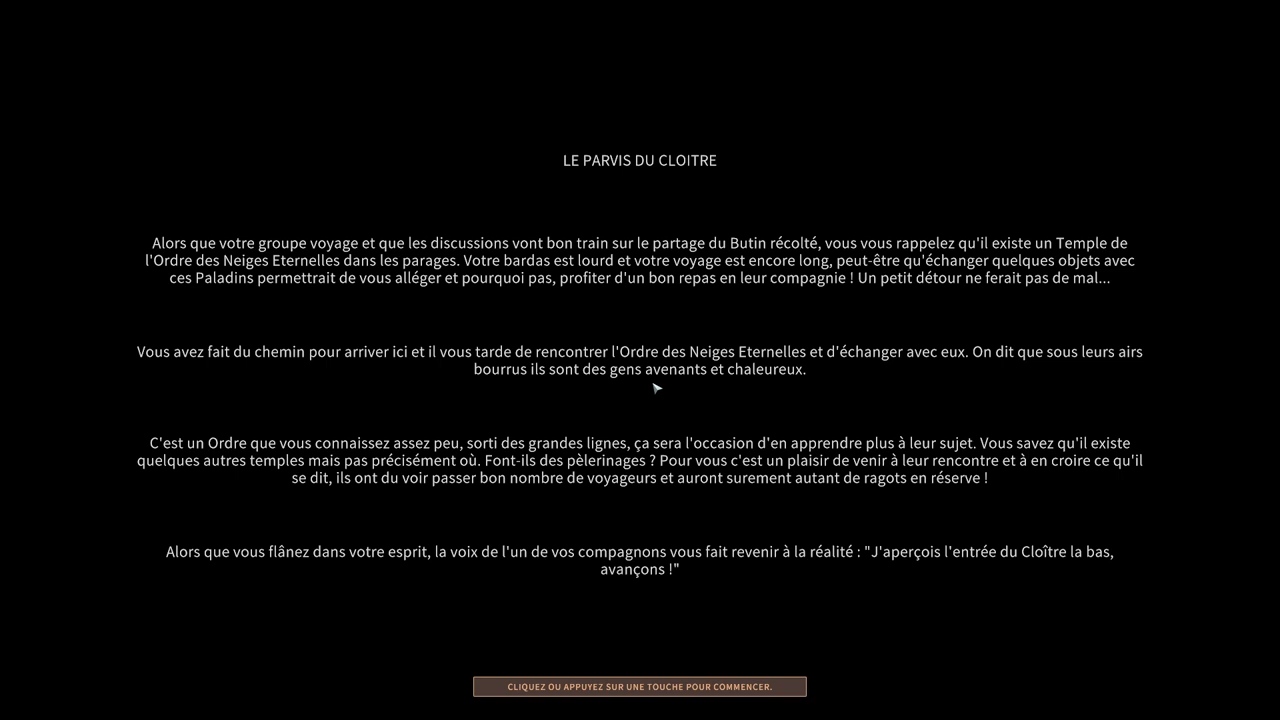 LE PARVIS DU CLOITRE
Alors que votre groupe voyage et que les discussions vont bon train sur le partage du Butin récolté, vous vous rappelez qu'il existe un Temple de
l'Ordre des Neiges Eternelles dans les parages. Votre bardas est lourd et votre voyage est encore long, peut-être qu'échanger quelques objets avec
ces Paladins permettrait de vous alléger et pourquoi pas, profiter d'un bon repas en leur compagnie ! Un petit détour ne ferait pas de mal...
Vous avez fait du chemin pour arriver ici et il vous tarde de rencontrer l'Ordre des Neiges Eternelles et d'échanger avec eux. On dit que sous leurs airs
bourrus ils sont des gens avenants et chaleureux.
C'est un Ordre que vous connaissez assez peu, sorti des grandes lignes, ça sera l'occasion d'en apprendre plus à leur sujet. Vous savez qu'il existe
quelques autres temples mais pas précisément où. Font-ils des pèlerinages ? Pour vous c'est un plaisir de venir à leur rencontre et à en croire ce qu'il
se dit, ils ont du voir passer bon nombre de voyageurs et auront surement autant de ragots en réserve !
Alors que vous flânez dans votre esprit, la voix de l'un de vos compagnons vous fait revenir à la réalité : "J'aperçois l'entrée du Cloître la bas,
avançons !"
CLIQUEZ OU APPUYEZ SUR UNE TOUCHE POUR COMMENCER.